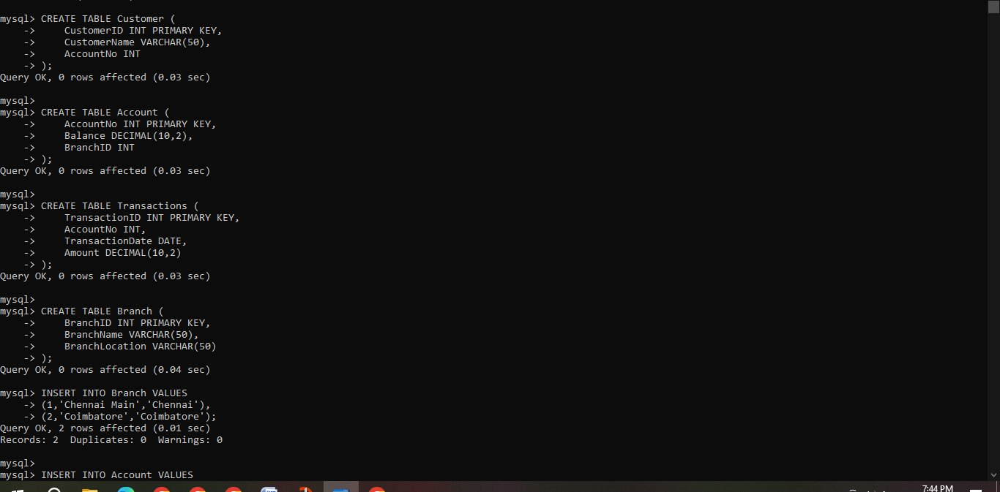 mysql> CREATE TABLE Customer (
    ->     CustomerID INT PRIMARY KEY,
    ->     CustomerName VARCHAR(50),
    ->     AccountNo INT
    -> );
Query OK, 0 rows affected (0.03 sec)

mysql>
mysql> CREATE TABLE Account (
    ->     AccountNo INT PRIMARY KEY,
    ->     Balance DECIMAL(10,2),
    ->     BranchID INT
    -> );
Query OK, 0 rows affected (0.03 sec)

mysql>
mysql> CREATE TABLE Transactions (
    ->     TransactionID INT PRIMARY KEY,
    ->     AccountNo INT,
    ->     TransactionDate DATE,
    ->     Amount DECIMAL(10,2)
    -> );
Query OK, 0 rows affected (0.03 sec)

mysql>
mysql> CREATE TABLE Branch (
    ->     BranchID INT PRIMARY KEY,
    ->     BranchName VARCHAR(50),
    ->     BranchLocation VARCHAR(50)
    -> );
Query OK, 0 rows affected (0.04 sec)

mysql> INSERT INTO Branch VALUES
    -> (1,'Chennai Main','Chennai'),
    -> (2,'Coimbatore','Coimbatore');
Query OK, 2 rows affected (0.01 sec)
Records: 2  Duplicates: 0  Warnings: 0

mysql>
mysql> INSERT INTO Account VALUES
7:44 PM